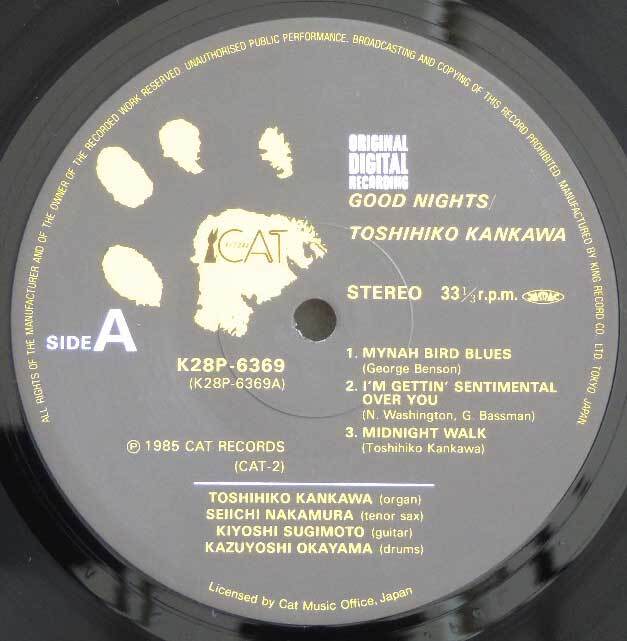 ALL RIGHTS OF THE MANUFACTURER AND OF THE OWNER OF THE RECORDED WORK RESERVED. UNAUTHORISED PUBLIC PERFORMANCE, BROADCASTING AND COPYING OF THIS RECORD PROHIBITED. MANUFACTURED BY KING RECORD CO. LTD. TOKYO, JAPAN
ORIGINAL
DIGITAL
RECORDING
GOOD NIGHTS/
TOSHIHIKO KANKAWA
CAT
STEREO 33 1/3 r.p.m.
SIDE A
K28P-6369
(K28P-6369A)
1. MYNAH BIRD BLUES
(George Benson)
2. I'M GETTIN' SENTIMENTAL
OVER YOU
(N. Washington, G. Bassman)
3. MIDNIGHT WALK
(Toshihiko Kankawa)
Ⓟ 1985 CAT RECORDS
(CAT-2)
TOSHIHIKO KANKAWA (organ)
SEIICHI NAKAMURA (tenor sax)
KIYOSHI SUGIMOTO (guitar)
KAZUYOSHI OKAYAMA (drums)
Licensed by Cat Music Office, Japan